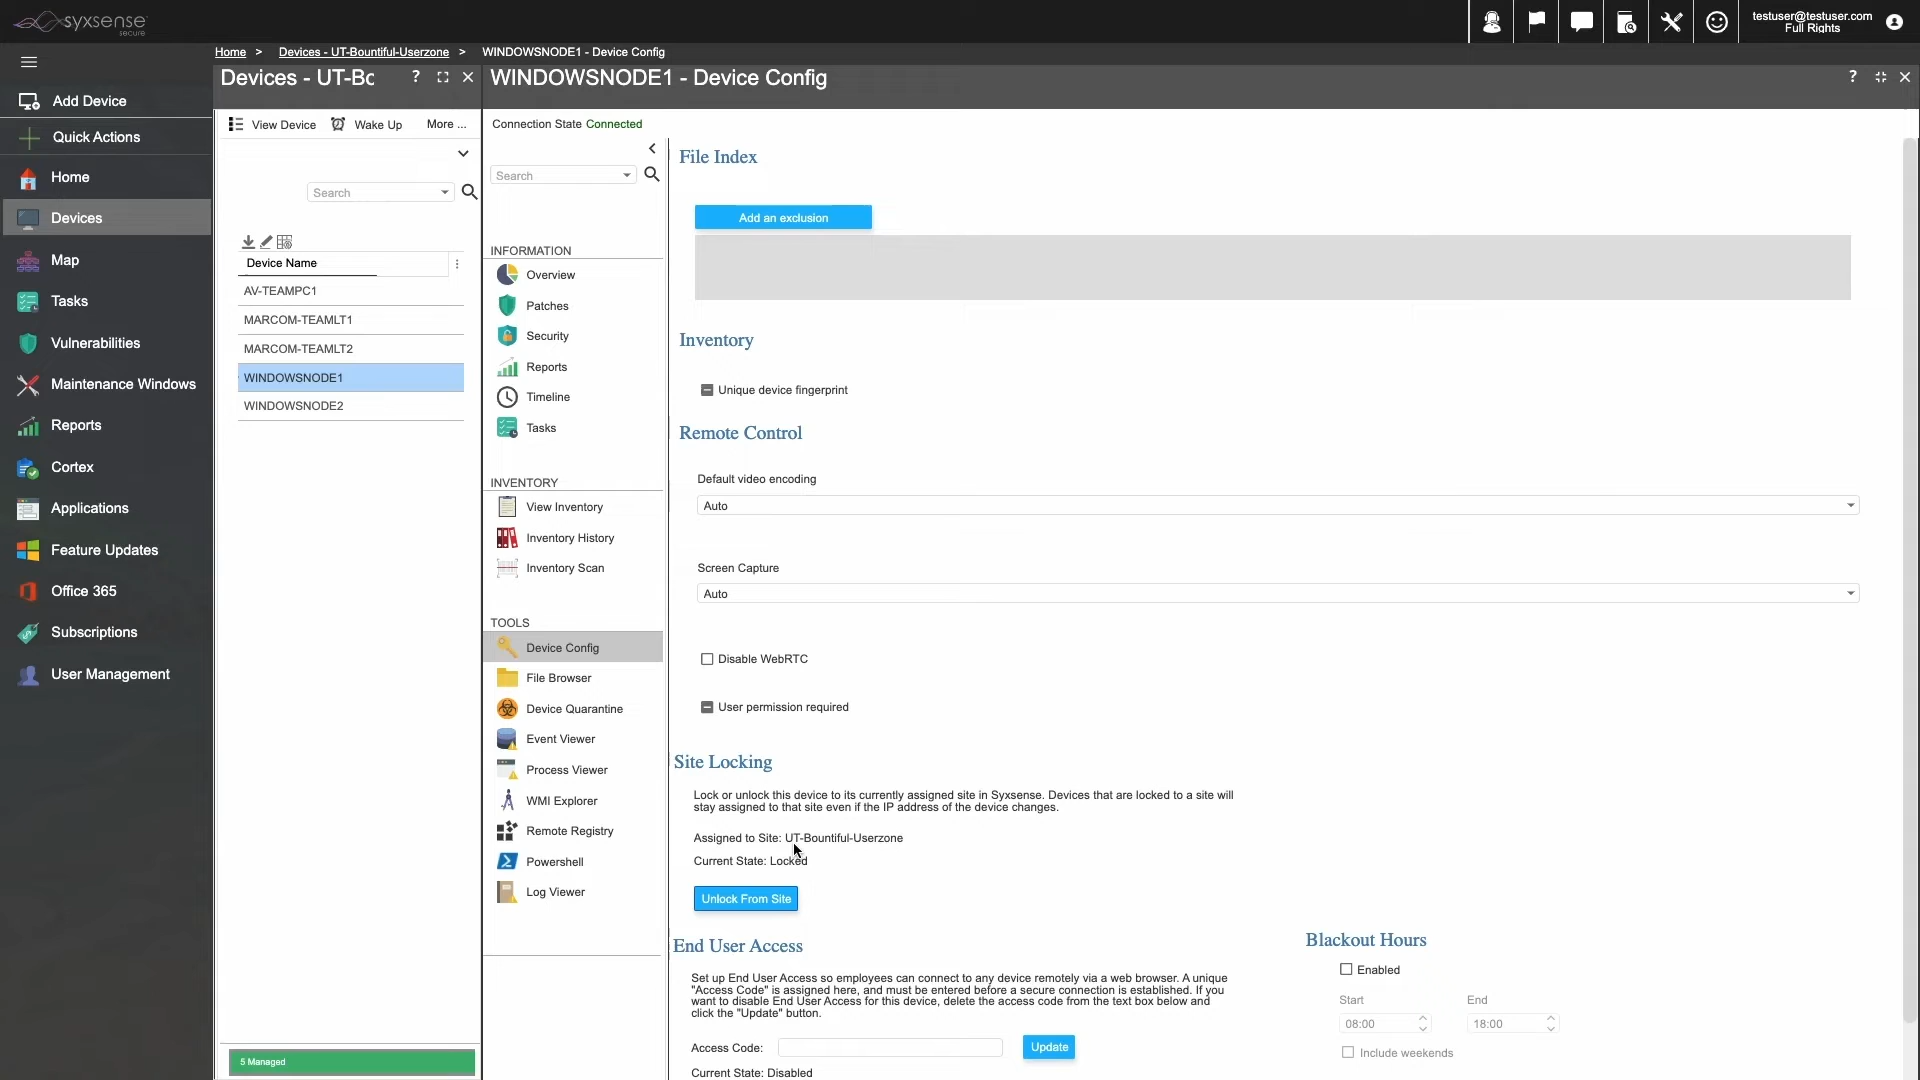 syxsense
secure
testuser@testuser.com
Full Rights
Home > Devices - UT-Bountiful-Userzone > WINDOWSNODE1 - Device Config
Add Device
Quick Actions
Home
Devices
Map
Tasks
Vulnerabilities
Maintenance Windows
Reports
Cortex
Applications
Feature Updates
Office 365
Subscriptions
User Management
Devices - UT-Bc
?
View Device
Wake Up
More ...
Search
Device Name
AV-TEAMPC1
MARCOM-TEAMLT1
MARCOM-TEAMLT2
WINDOWSNODE1
WINDOWSNODE2
5 Managed
WINDOWSNODE1 - Device Config
?
Connection State Connected
Search
INFORMATION
Overview
Patches
Security
Reports
Timeline
Tasks
INVENTORY
View Inventory
Inventory History
Inventory Scan
TOOLS
Device Config
File Browser
Device Quarantine
Event Viewer
Process Viewer
WMI Explorer
Remote Registry
Powershell
Log Viewer
File Index
Add an exclusion
Inventory
Unique device fingerprint
Remote Control
Default video encoding
Auto
Screen Capture
Auto
Disable WebRTC
User permission required
Site Locking
Lock or unlock this device to its currently assigned site in Syxsense. Devices that are locked to a site will
stay assigned to that site even if the IP address of the device changes.
Assigned to Site: UT-Bountiful-Userzone
Current State: Locked
Unlock From Site
End User Access
Set up End User Access so employees can connect to any device remotely via a web browser. A unique
"Access Code" is assigned here, and must be entered before a secure connection is established. If you
want to disable End User Access for this device, delete the access code from the text box below and
click the "Update" button.
Access Code:
Update
Current State: Disabled
Blackout Hours
Enabled
Start End
08:00 18:00
Include weekends